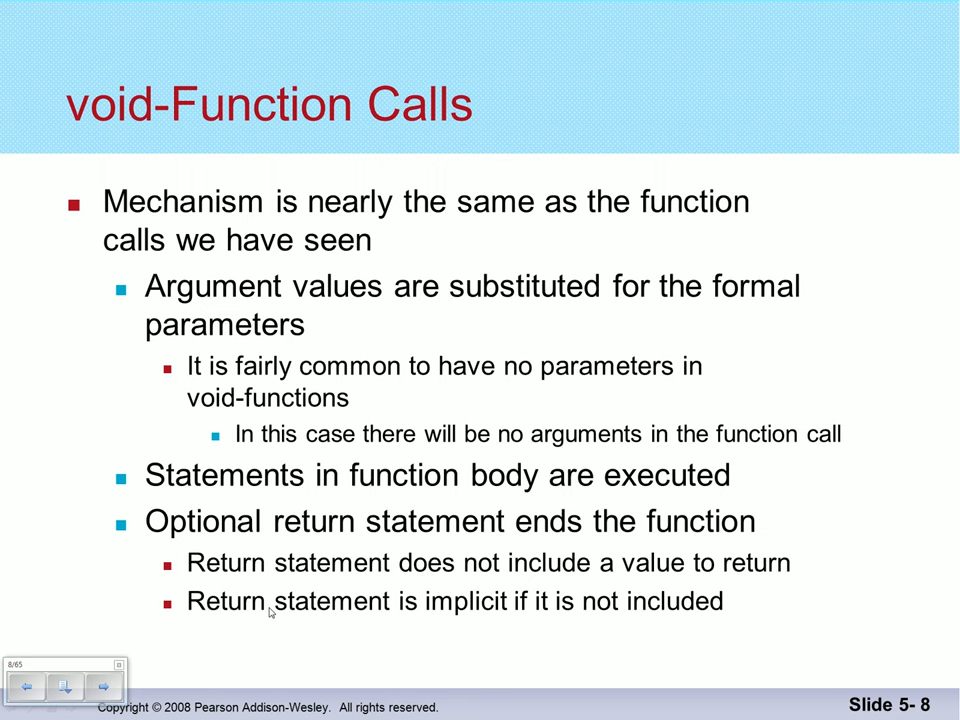 void-Function Calls
Mechanism is nearly the same as the function
calls we have seen
Argument values are substituted for the formal
parameters
It is fairly common to have no parameters in
void-functions
In this case there will be no arguments in the function call
Statements in function body are executed
Optional return statement ends the function
Return statement does not include a value to return
Return statement is implicit if it is not included
8/65
Copyright © 2008 Pearson Addison-Wesley. All rights reserved.
Slide 5- 8